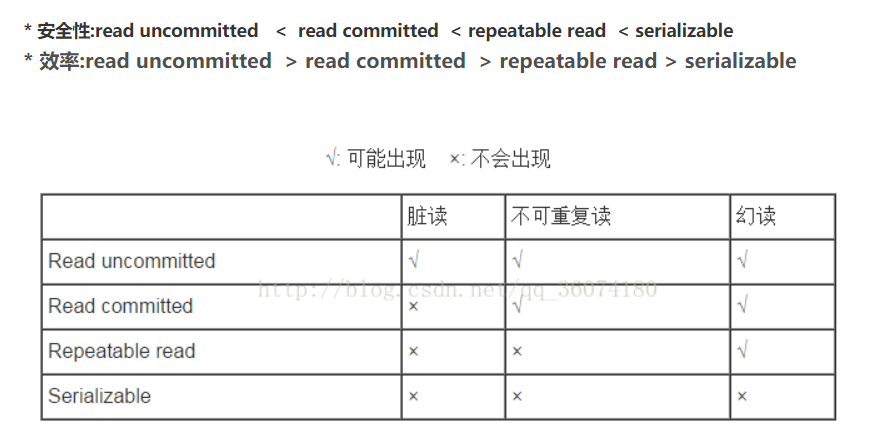 * 安全性:read uncommitted < read committed < repeatable read < serializable
* 效率:read uncommitted > read committed > repeatable read > serializable
√: 可能出现 ×: 不会出现
脏读 不可重复读 幻读
Read uncommitted √ √ √
http://blog.csdn.net/qq_36074180
Read committed × √ √
Repeatable read × × √
Serializable × × ×